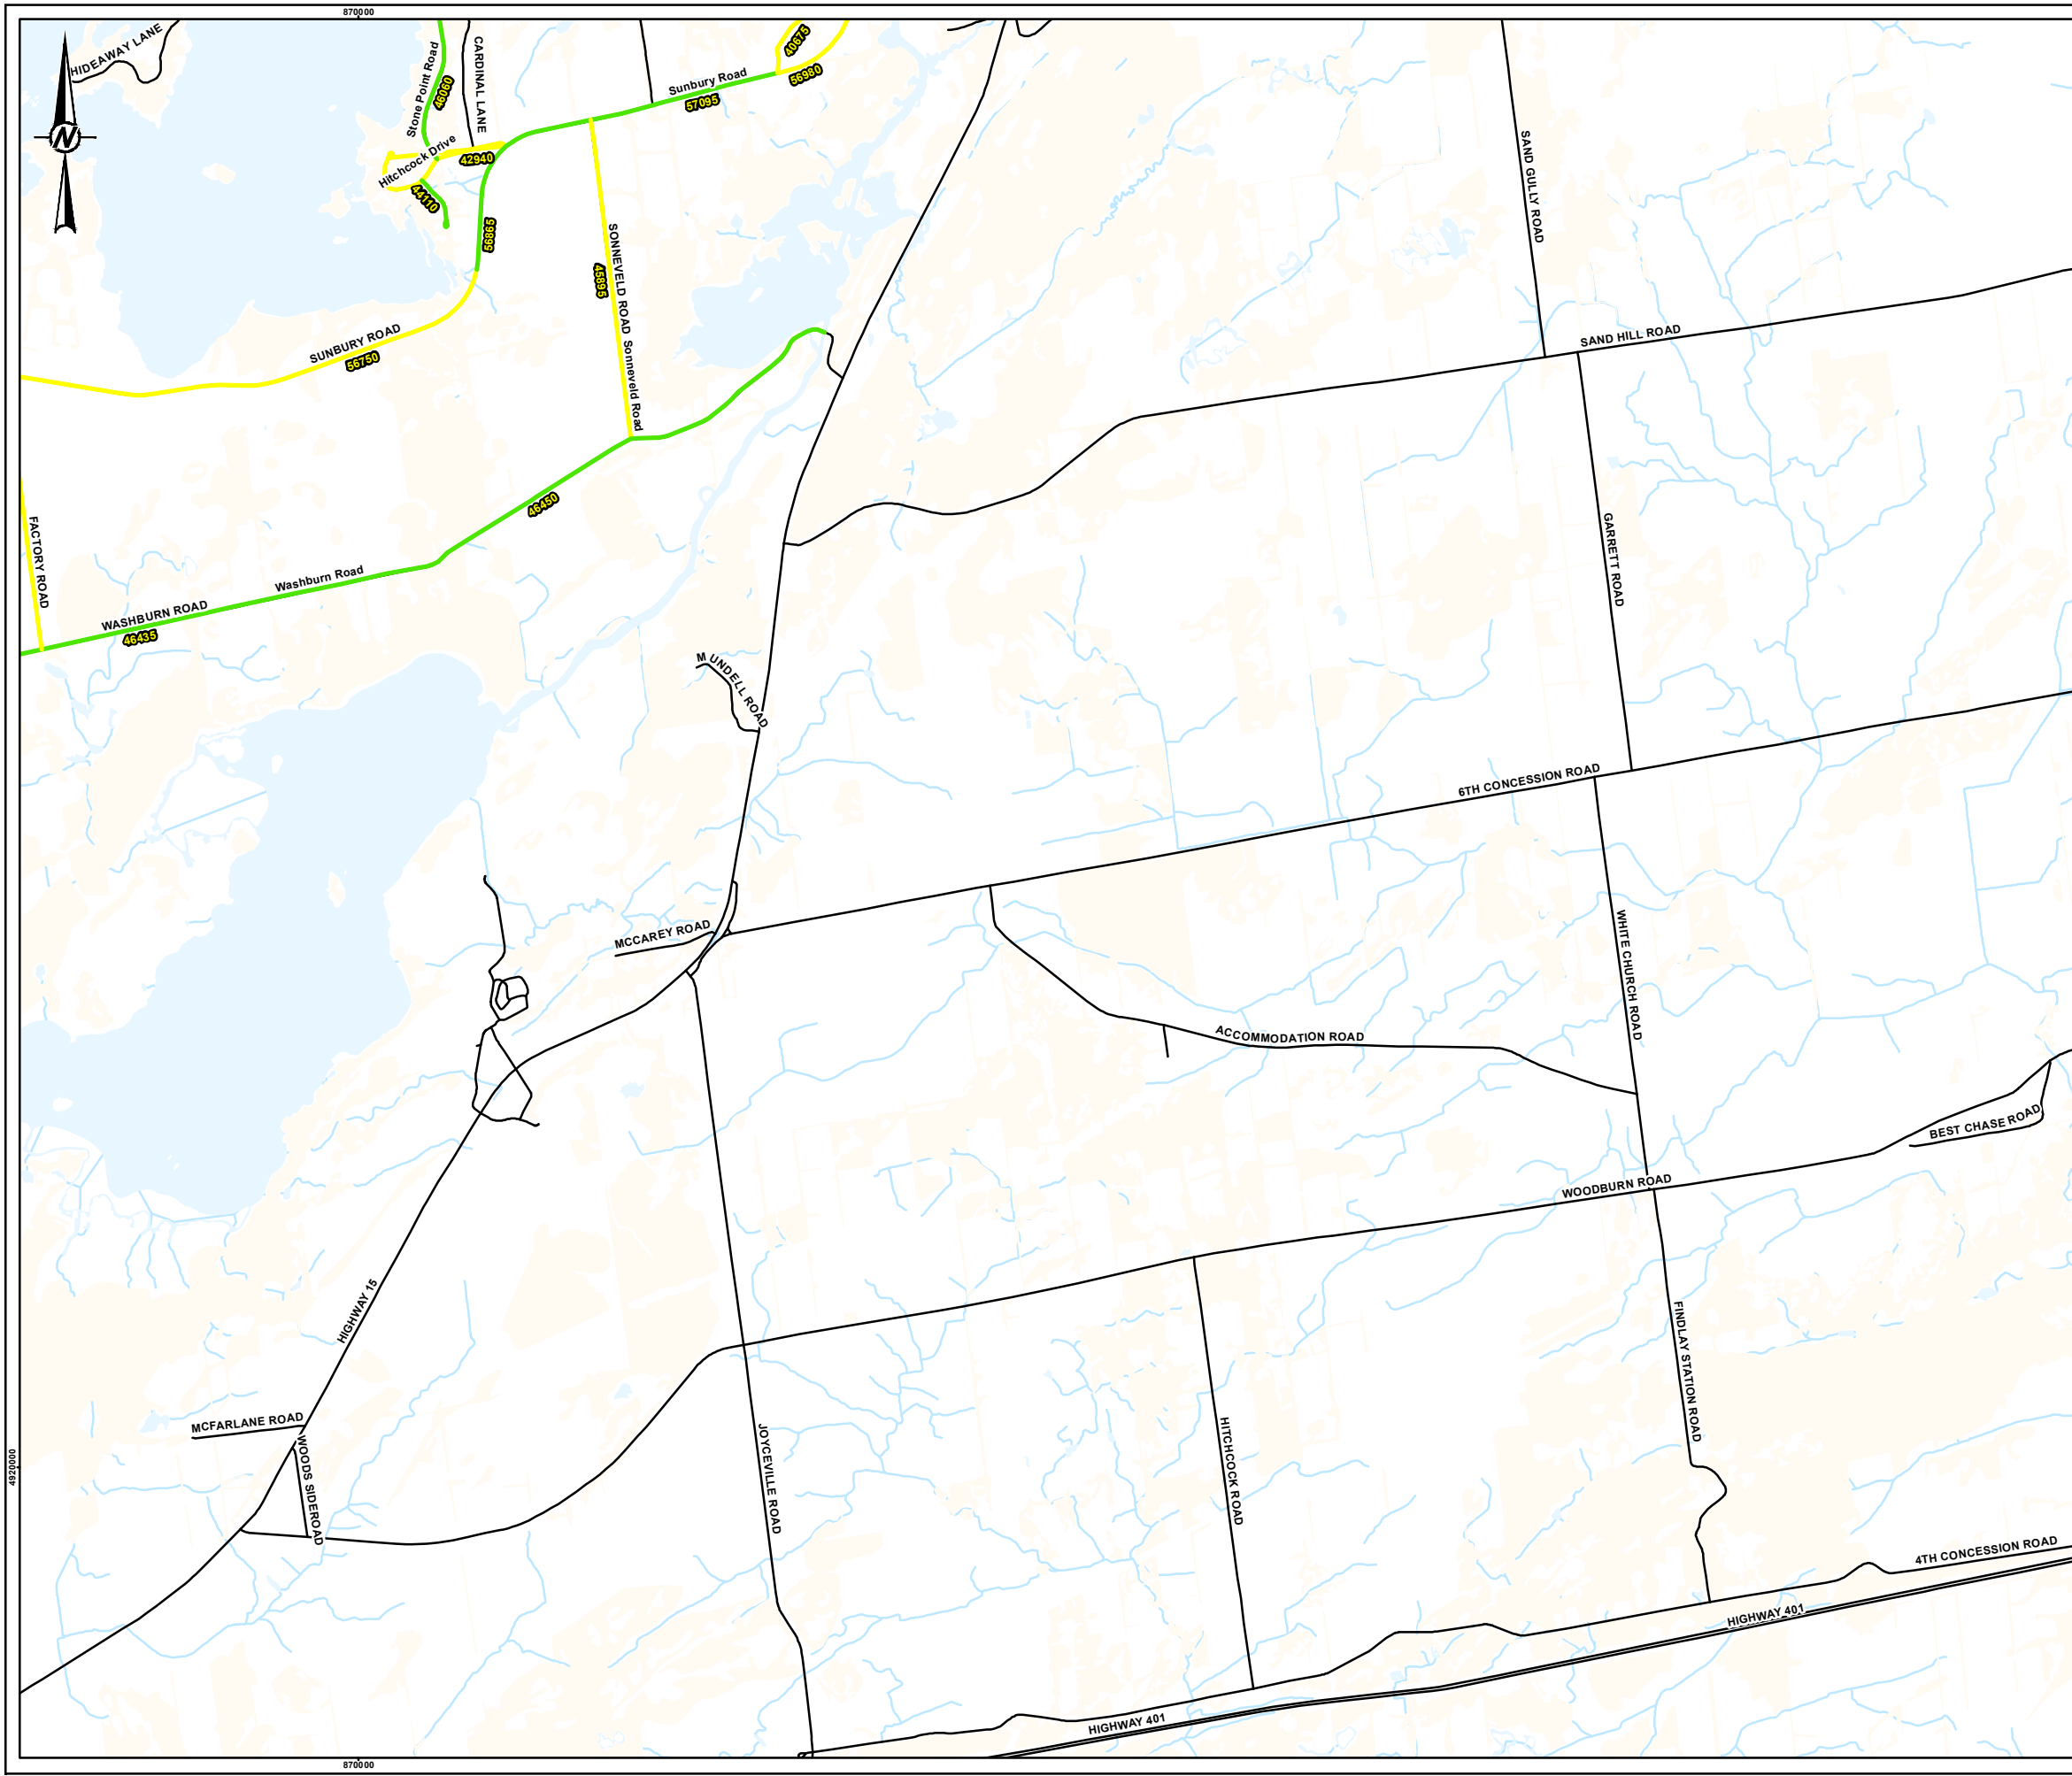 870000
HIDEAWAY LANE
Stone Point Road
46060
CARDINAL LANE
40675
56980
Sunbury Road
57095
N
Hitchcock Drive
42940
44110
56865
SAND GULLY ROAD
SONNEVELD ROAD
45895
Sonneveld Road
SUNBURY ROAD
56750
SAND HILL ROAD
46450
FACTORY ROAD
GARRETT ROAD
Washburn Road
WASHBURN ROAD
46435
M UNDELL ROAD
6TH CONCESSION ROAD
MCCAREY ROAD
WHITE CHURCH ROAD
ACCOMMODATION ROAD
BEST CHASE ROAD
WOODBURN ROAD
HIGHWAY 15
FINDLAY STATION ROAD
MCFARLANE ROAD
WOODS SIDEROAD
JOYCEVILLE ROAD
HITCHCOCK ROAD
4920000
4TH CONCESSION ROAD
HIGHWAY 401
HIGHWAY 401
870000